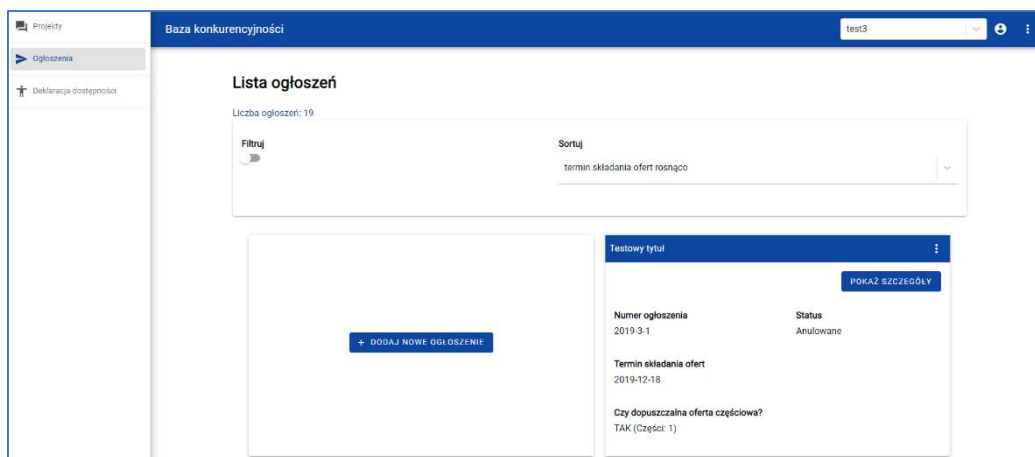 Projekty
Ogłoszenia
Deklaracja dostępności
Baza konkurencyjności
test3
Lista ogłoszeń
Liczba ogłoszeń: 19
Filtruj
Sortuj
termin składania ofert rosnąco
+ DODAJ NOWE OGŁOSZENIE
Testowy tytuł
POKAŻ SZCZEGÓŁY
Numer ogłoszenia
2019-3-1
Status
Anulowane
Termin składania ofert
2019-12-18
Czy dopuszczalna oferta częściowa?
TAK (Części: 1)